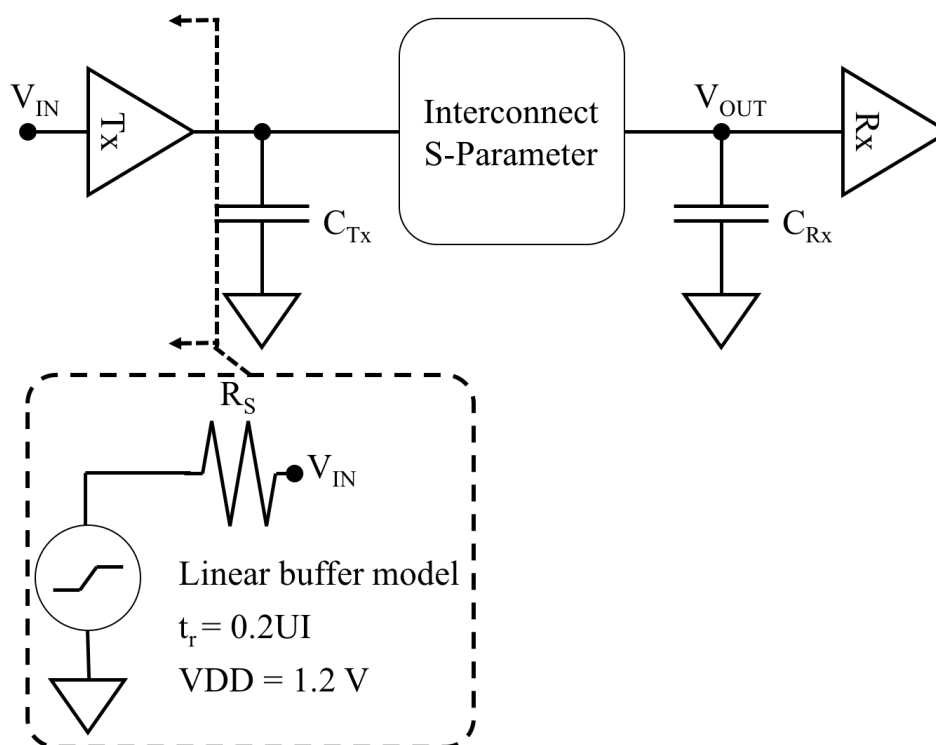 V_IN
Tx
Interconnect
S-Parameter
V_OUT
Rx
C_Tx
C_Rx
R_S
V_IN
Linear buffer model
t_r = 0.2UI
VDD = 1.2 V